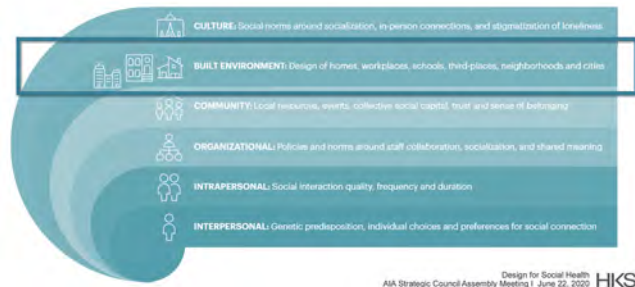 CULTURE: Social norms around socialization, in-person connections, and stigmatization of loneliness
BUILT ENVIRONMENT: Design of homes, workplaces, schools, third-places, neighborhoods and cities
COMMUNITY: Local resources, events, collective social capital, trust and sense of belonging
ORGANIZATIONAL: Policies and norms around staff collaboration, socialization, and shared meaning
INTRAPERSONAL: Social interaction quality, frequency and duration
INTERPERSONAL: Genetic predisposition, individual choices and preferences for social connection
Design for Social Health
AIA Strategic Council Assembly Meeting | June 22, 2020
HKS